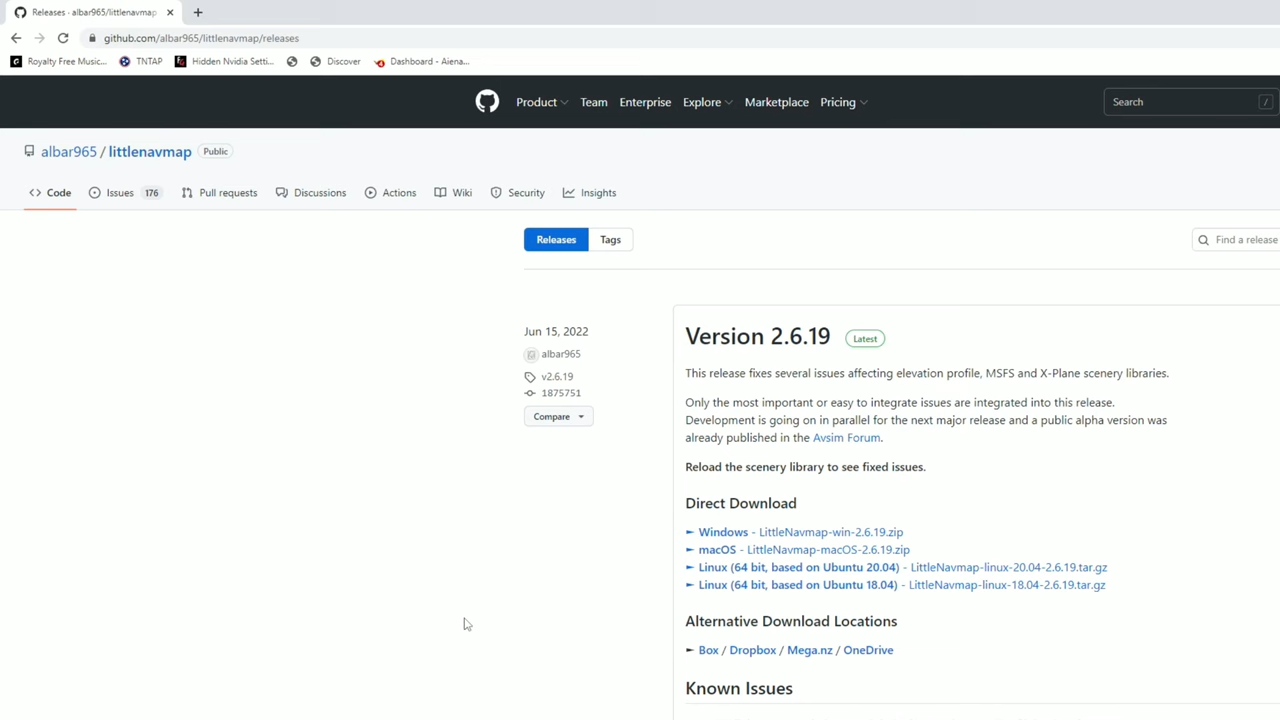 Releases · albar965/littlenavmap
github.com/albar965/littlenavmap/releases
Royalty Free Music... TNTAP Hidden Nvidia Setti... Discover Dashboard - Aiena...
Product Team Enterprise Explore Marketplace Pricing Search /
albar965 / littlenavmap Public
<> Code Issues 176 Pull requests Discussions Actions Wiki Security Insights
Releases Tags Find a release
Jun 15, 2022
albar965
v2.6.19
1875751
Compare
Version 2.6.19 Latest
This release fixes several issues affecting elevation profile, MSFS and X-Plane scenery libraries.
Only the most important or easy to integrate issues are integrated into this release.
Development is going on in parallel for the next major release and a public alpha version was
already published in the Avsim Forum.
Reload the scenery library to see fixed issues.
Direct Download
► Windows - LittleNavmap-win-2.6.19.zip
► macOS - LittleNavmap-macOS-2.6.19.zip
► Linux (64 bit, based on Ubuntu 20.04) - LittleNavmap-linux-20.04-2.6.19.tar.gz
► Linux (64 bit, based on Ubuntu 18.04) - LittleNavmap-linux-18.04-2.6.19.tar.gz
Alternative Download Locations
► Box / Dropbox / Mega.nz / OneDrive
Known Issues